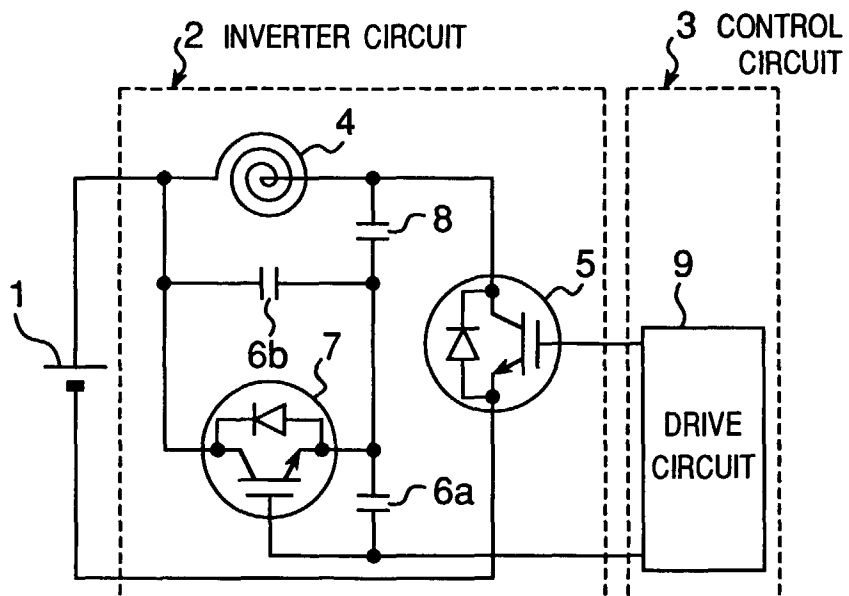 2 INVERTER CIRCUIT
3 CONTROL
CIRCUIT
4
8
5
9
1
6b
7
DRIVE
CIRCUIT
6a